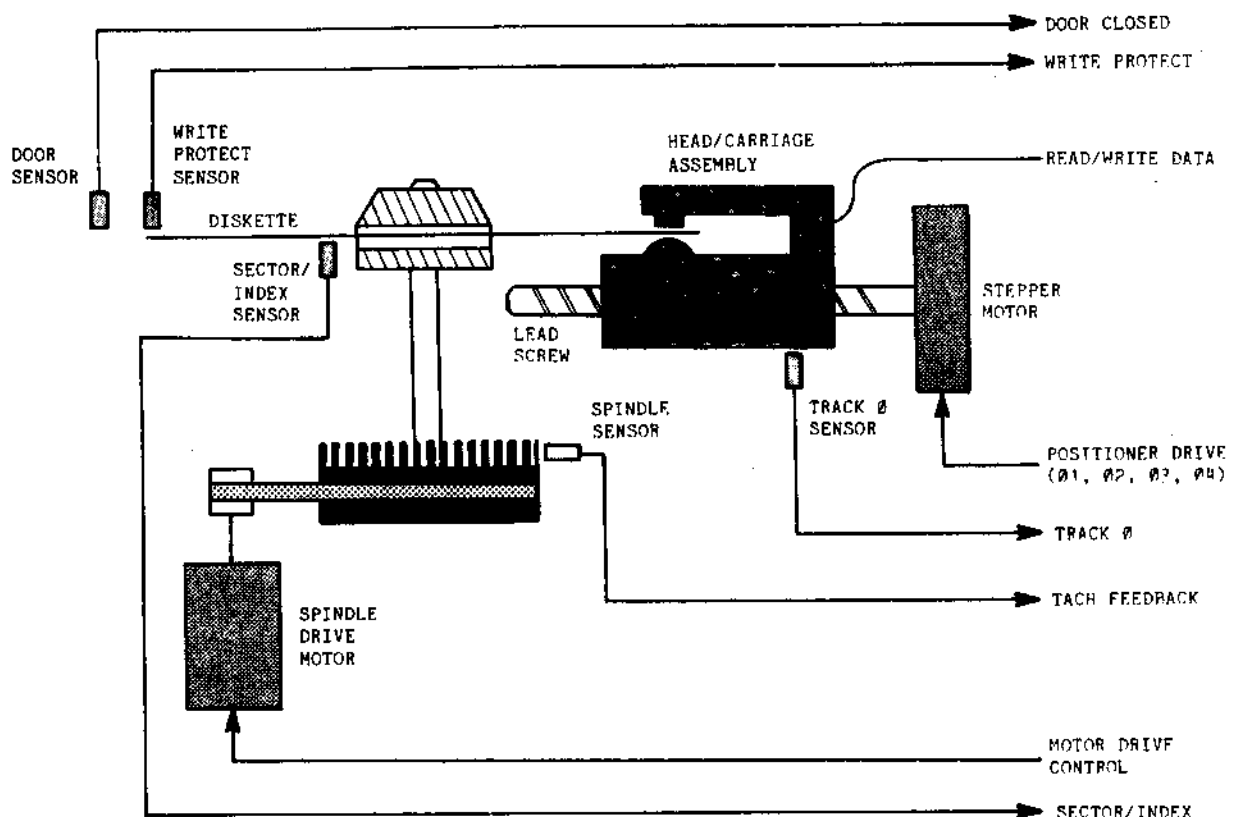 DOOR CLOSED
WRITE PROTECT
WRITE
PROTECT
SENSOR
DOOR
SENSOR
HEAD/CARRIAGE
ASSEMBLY
READ/WRITE DATA
DISKETTE
SECTOR/
INDEX
SENSOR
LEAD
SCREW
STEPPER
MOTOR
SPINDLE
SENSOR
TRACK Ø
SENSOR
POSITIONER DRIVE
(Ø1, Ø2, Ø3, Ø4)
TRACK Ø
TACH FEEDBACK
SPINDLE
DRIVE
MOTOR
MOTOR DRIVE
CONTROL
SECTOR/INDEX